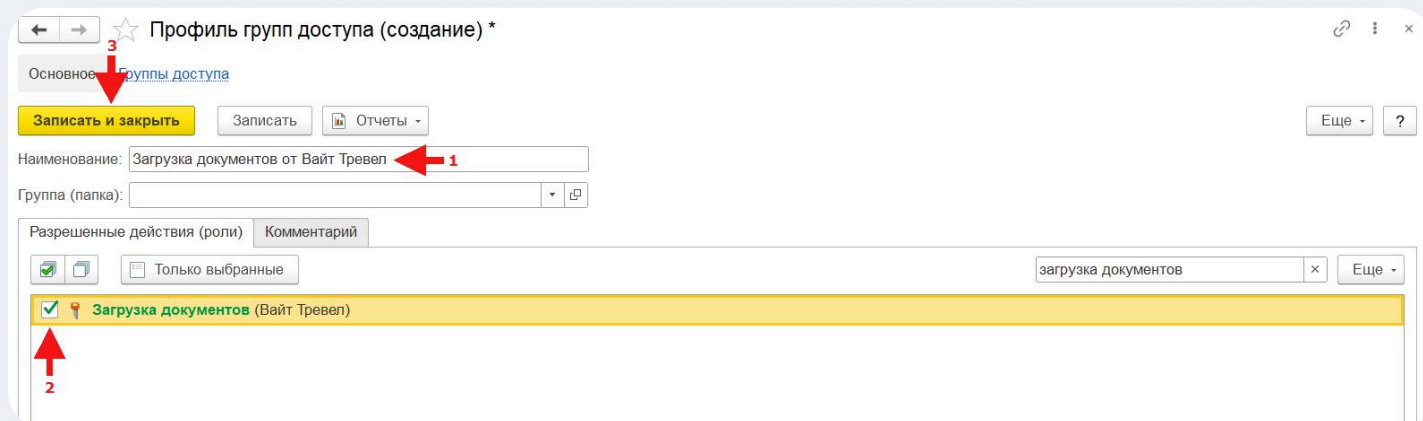 Профиль групп доступа (создание) *
3
Основное Группы доступа
Записать и закрыть Записать Отчеты Еще ?
Наименование: Загрузка документов от Вайт Тревел 1
Группа (папка):
Разрешенные действия (роли) Комментарий
Только выбранные загрузка документов × Еще
Загрузка документов (Вайт Тревел)
2